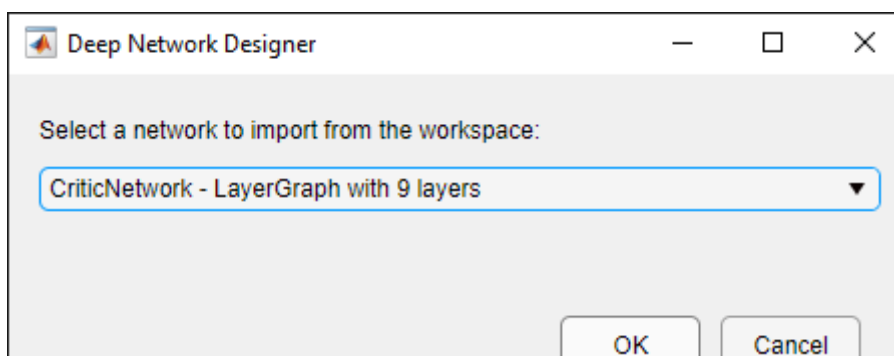 Deep Network Designer
Select a network to import from the workspace:
CriticNetwork - LayerGraph with 9 layers
OK Cancel